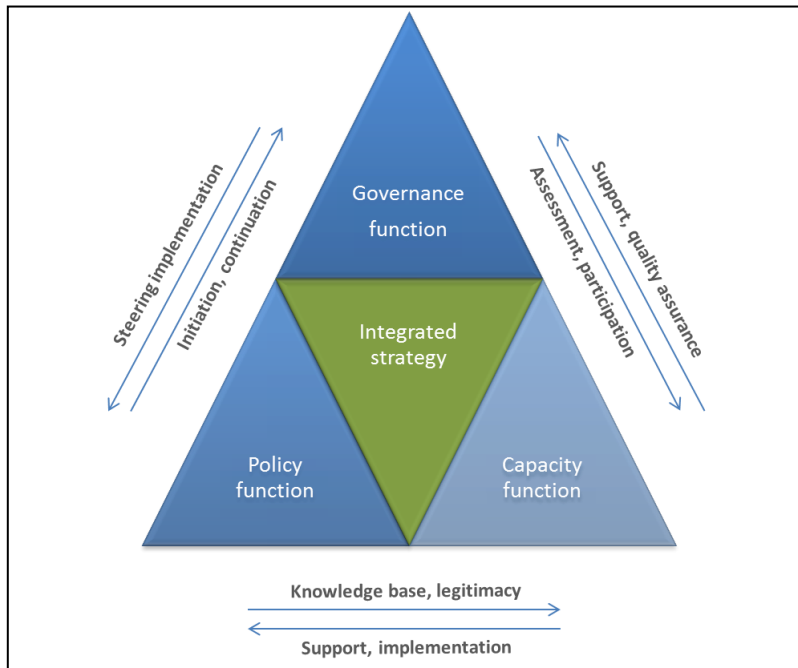 Governance
function
Steering implementation
Initiation, continuation
Support, quality assurance
Assessment, participation
Integrated
strategy
Policy
function
Capacity
function
Knowledge base, legitimacy
Support, implementation